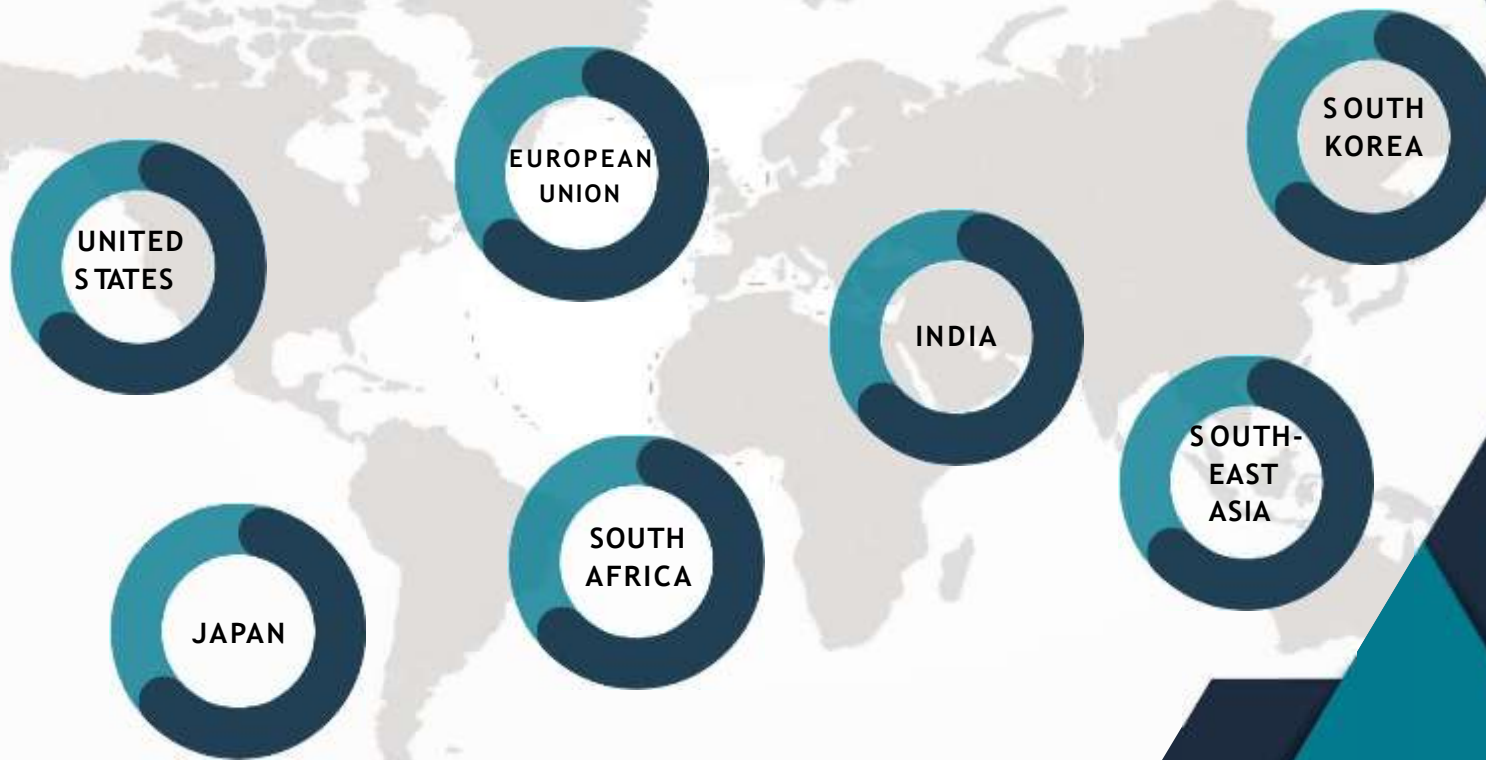 SOUTH
KOREA
EUROPEAN
UNION
UNITED
STATES
INDIA
SOUTH-
EAST
ASIA
SOUTH
AFRICA
JAPAN